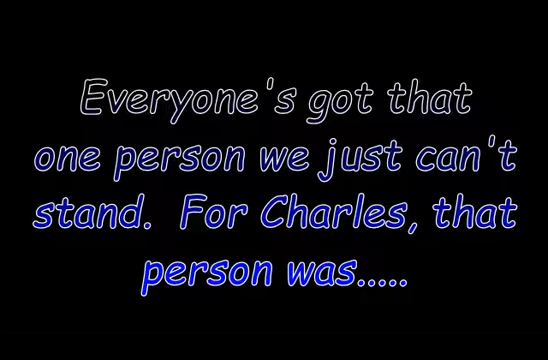 Everyone's got that
one person we just can't
stand.  For Charles, that
person was.....